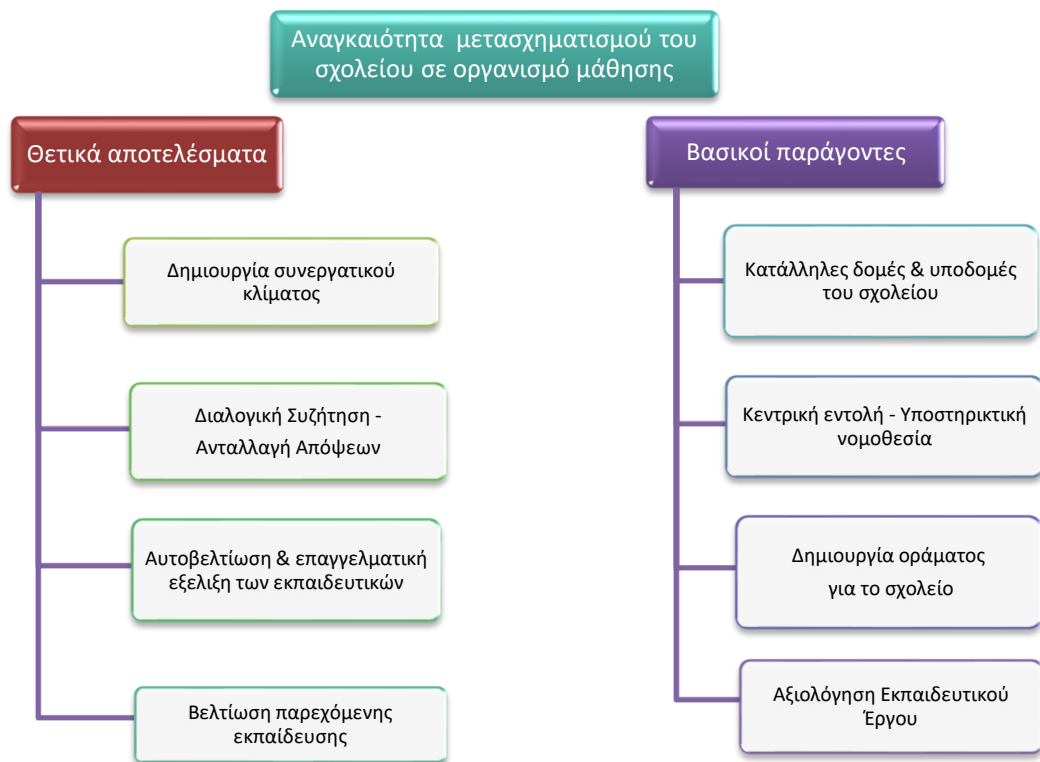 Αναγκαιότητα μετασχηματισμού του
σχολείου σε οργανισμό μάθησης
Θετικά αποτελέσματα
Δημιουργία συνεργατικού
κλίματος
Διαλογική Συζήτηση -
Ανταλλαγή Απόψεων
Αυτοβελτίωση & επαγγελματική
εξελιξη των εκπαιδευτικών
Βελτίωση παρεχόμενης
εκπαίδευσης
Βασικοί παράγοντες
Κατάλληλες δομές & υποδομές
του σχολείου
Κεντρική εντολή - Υποστηρικτική
νομοθεσία
Δημιουργία οράματος
για το σχολείο
Αξιολόγηση Εκπαιδευτικού
Έργου